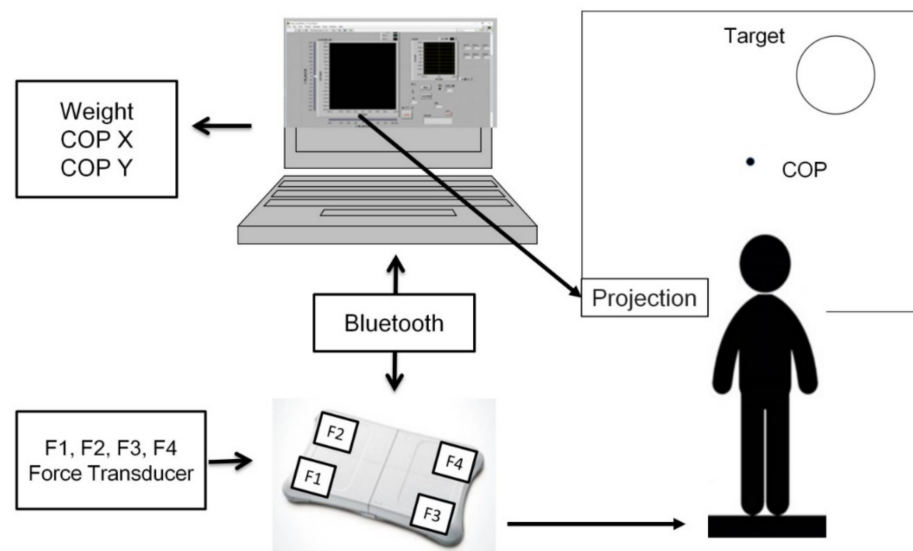 Target
Weight
COP X
COP Y
COP
Projection
Bluetooth
F1, F2, F3, F4
Force Transducer
F2
F4
F1
F3